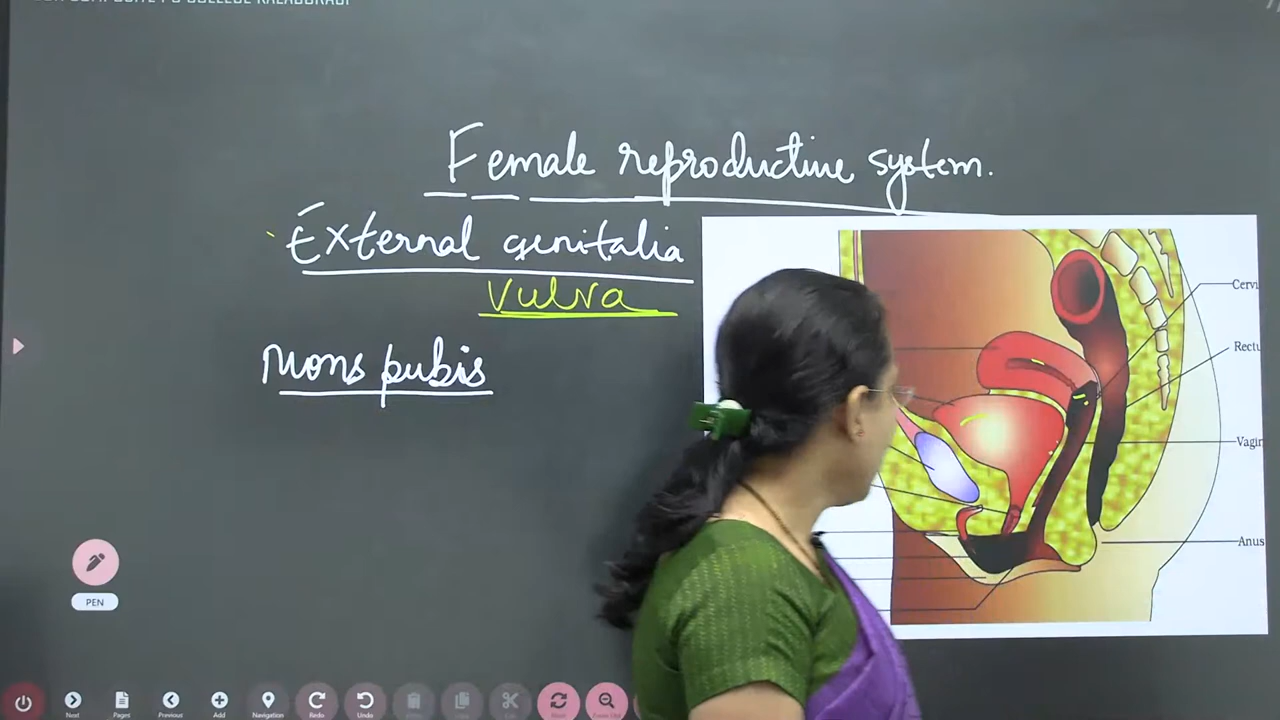 Female reproductive system.
External genitalia
Vulva
Mons pubis
Cervi
Rectu
Vagin
Anus
PEN
Next
Pages
Previous
Add
Navigation
Redo
Undo